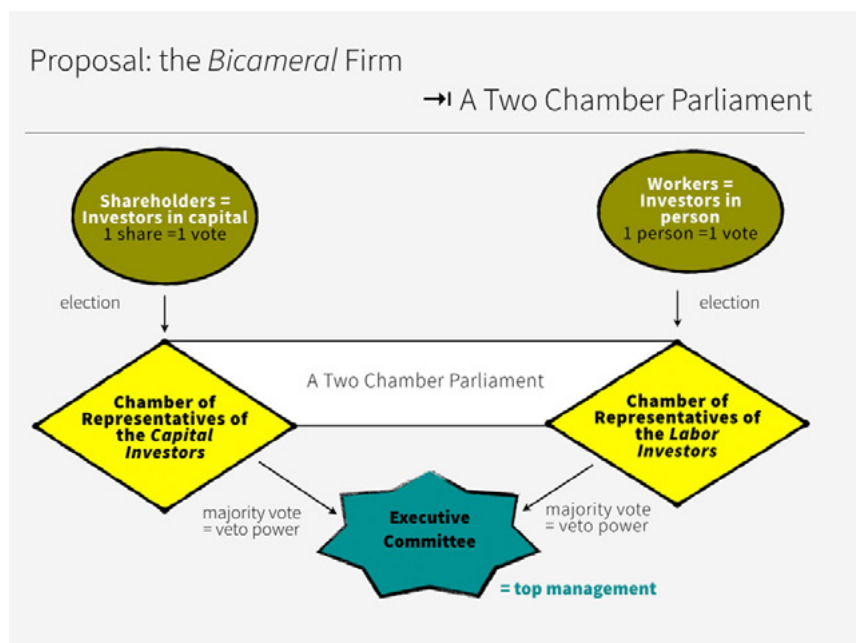 Proposal: the Bicameral Firm
→I A Two Chamber Parliament
Shareholders =
Investors in capital
1 share =1 vote
Workers =
Investors in
person
1 person =1 vote
election
election
A Two Chamber Parliament
Chamber of
Representatives of
the Capital
Investors
Chamber of
Representatives of
the Labor
Investors
majority vote
= veto power
majority vote
= veto power
Executive
Committee
= top management